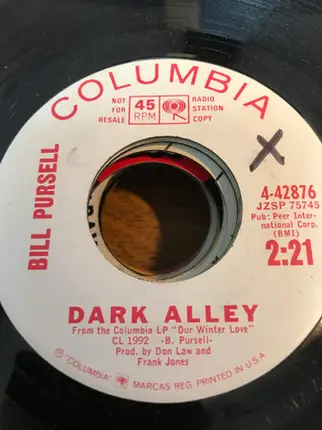 COLUMBIA
NOT FOR RESALE
45 RPM
RADIO STATION COPY
BILL PURSELL
X
4-42876
JZSP 75745
Pub: Peer Inter-
national Corp.
(BMI)
2:21
DARK ALLEY
From the Columbia LP "Our Winter Love"
CL 1992 -B. Pursell-
Prod. by Don Law and
Frank Jones
℗ "COLUMBIA" MARCAS REG. PRINTED IN U.S.A.